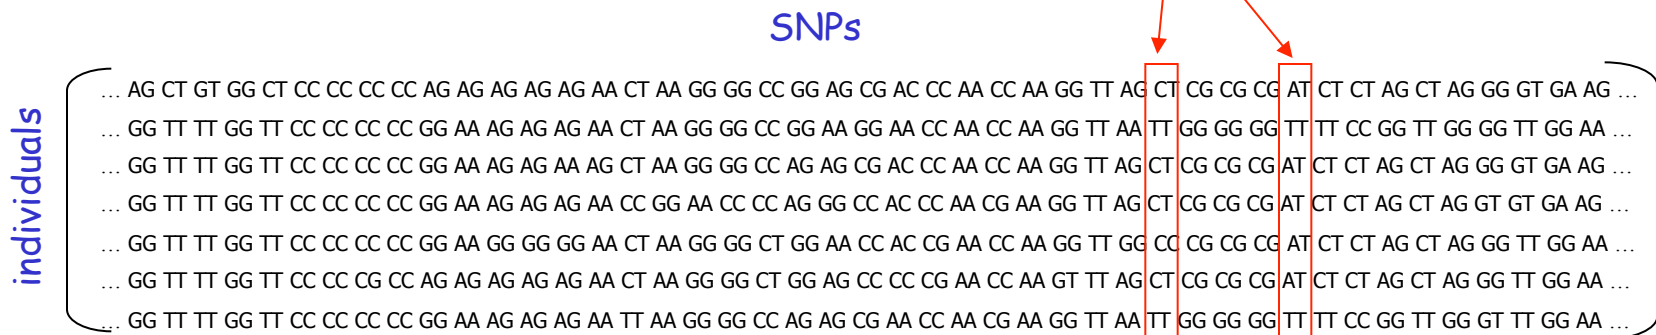 SNPs
individuals
... AG CT GT GG CT CC CC CC CC AG AG AG AG AG AA CT AA GG GG CC GG AG CG AC CC AA CC AA GG TT AG CT CG CG CG AT CT CT AG CT AG GG GT GA AG ...
... GG TT TT GG TT CC CC CC CC GG AA AG AG AG AA CT AA GG GG CC GG AA GG AA CC AA CC AA GG TT AA TT GG GG GG TT TT CC GG TT GG GG TT GG AA ...
... GG TT TT GG TT CC CC CC CC GG AA AG AG AA AG CT AA GG GG CC AG AG CG AC CC AA CC AA GG TT AG CT CG CG CG AT CT CT AG CT AG GG GT GA AG ...
... GG TT TT GG TT CC CC CC CC GG AA AG AG AG AA CC GG AA CC CC AG GG CC AC CC AA CG AA GG TT AG CT CG CG CG AT CT CT AG CT AG GT GT GA AG ...
... GG TT TT GG TT CC CC CC CC GG AA GG GG GG AA CT AA GG GG CT GG AA CC AC CG AA CC AA GG TT GG CC CG CG CG AT CT CT AG CT AG GG TT GG AA ...
... GG TT TT GG TT CC CC CG CC AG AG AG AG AG AA CT AA GG GG CT GG AG CC CC CG AA CC AA GT TT AG CT CG CG CG AT CT CT AG CT AG GG TT GG AA ...
... GG TT TT GG TT CC CC CC CC GG AA AG AG AG AA TT AA GG GG CC AG AG CG AA CC AA CG AA GG TT AA TT GG GG GG TT TT CC GG TT GG GT TT GG AA ...